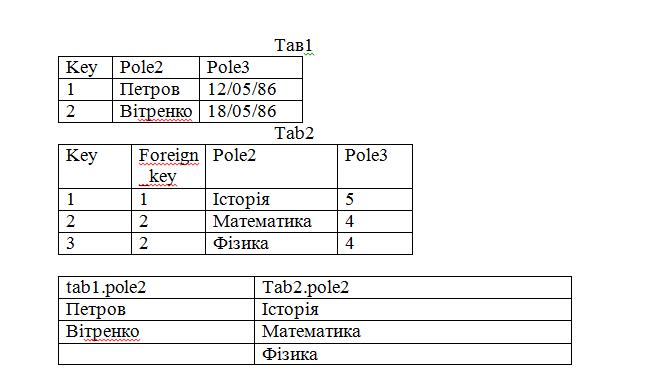 Тав1
Key Pole2 Pole3
1 Петров 12/05/86
2 Вітренко 18/05/86
Tab2
Key Foreign Pole2 Pole3
_key
1 1 Історія 5
2 2 Математика 4
3 2 Фізика 4
tab1.pole2 Tab2.pole2
Петров Історія
Вітренко Математика
Фізика